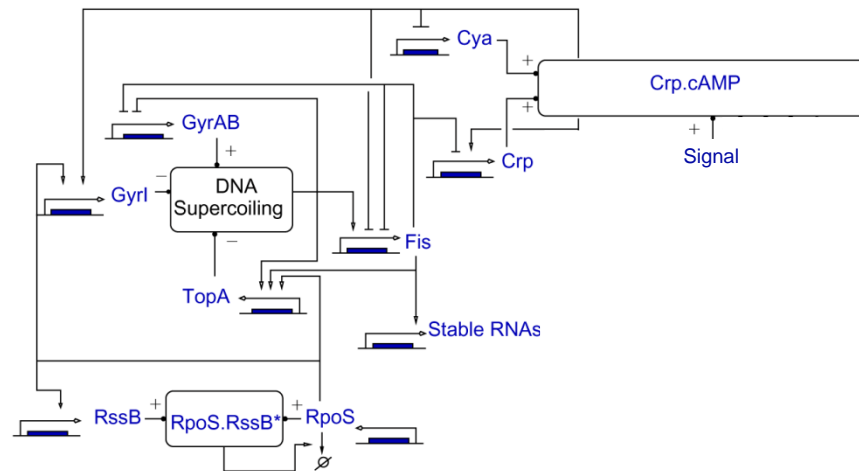 Cya
Crp.cAMP
+
+
GyrAB
+
Crp
+
Signal
GyrI
−
DNA
Supercoiling
−
Fis
TopA
Stable RNAs
RssB
+
RpoS.RssB*
+
RpoS